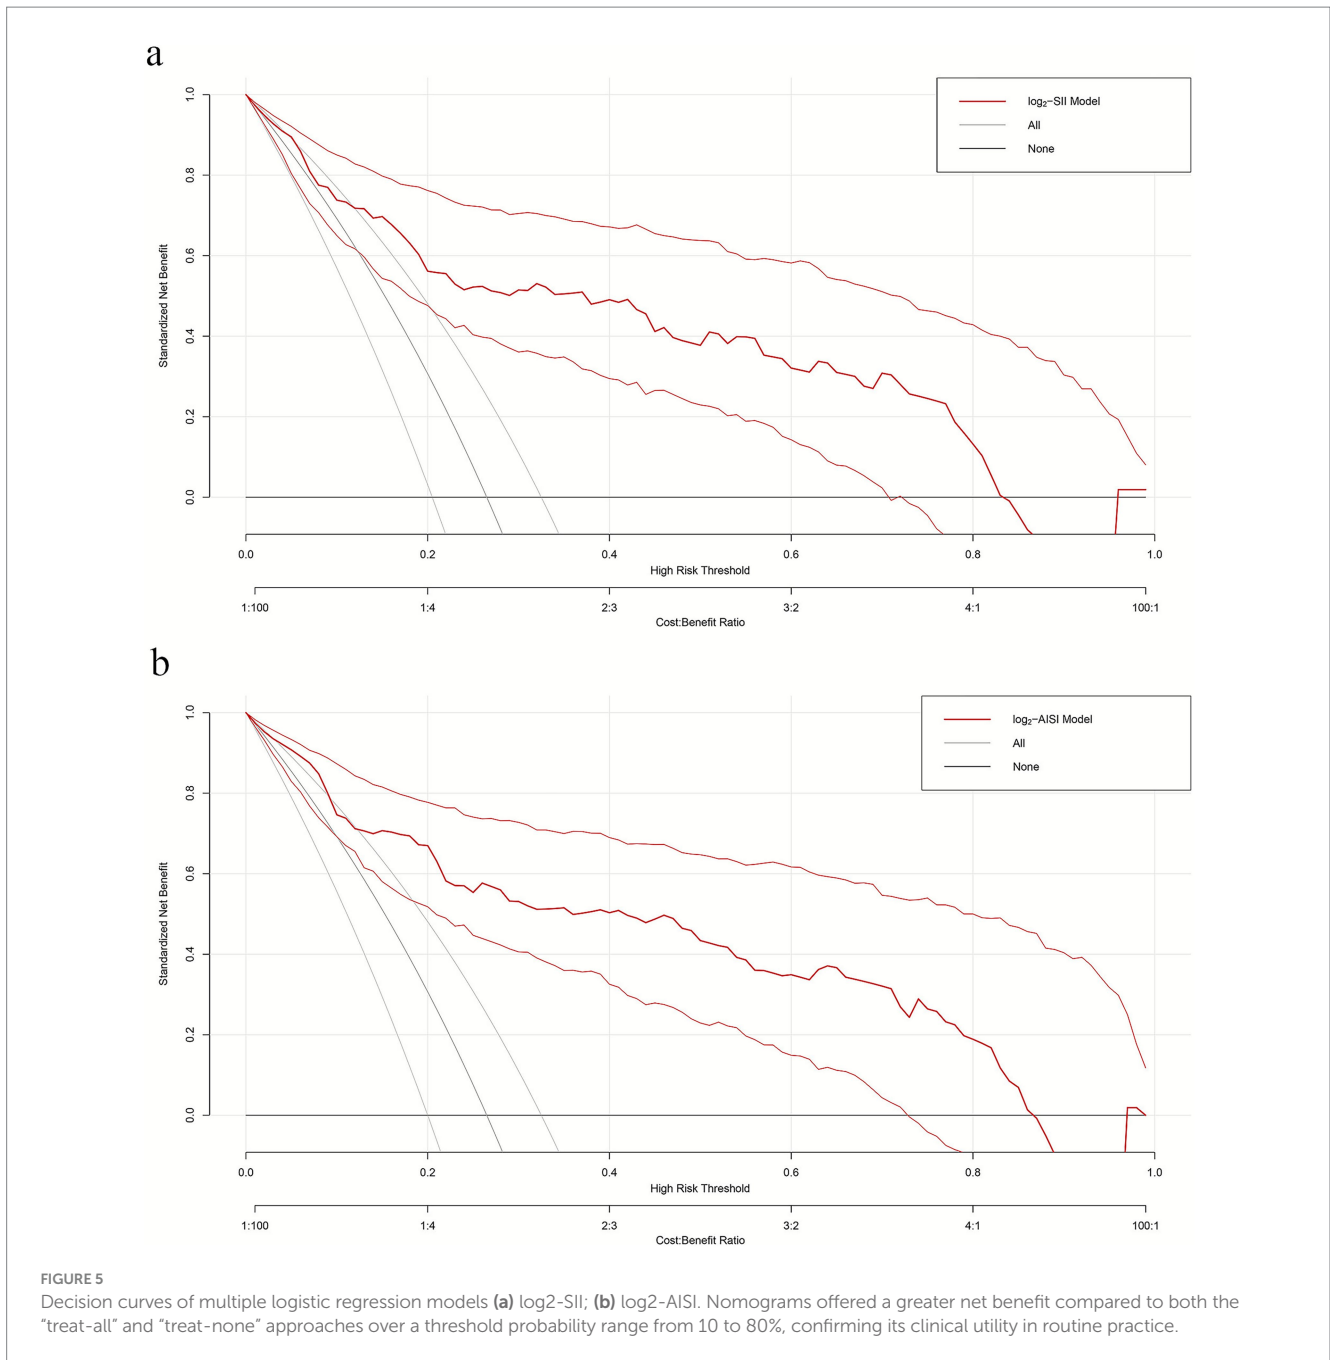 a
log₂−SII Model
All
None
Standardized Net Benefit
1.0
0.8
0.6
0.4
0.2
0.0
0.0 0.2 0.4 0.6 0.8 1.0
High Risk Threshold
1:100 1:4 2:3 3:2 4:1 100:1
Cost:Benefit Ratio
b
log₂−AISI Model
All
None
Standardized Net Benefit
1.0
0.8
0.6
0.4
0.2
0.0
0.0 0.2 0.4 0.6 0.8 1.0
High Risk Threshold
1:100 1:4 2:3 3:2 4:1 100:1
Cost:Benefit Ratio
FIGURE 5
Decision curves of multiple logistic regression models (a) log2-SII; (b) log2-AISI. Nomograms offered a greater net benefit compared to both the
“treat-all” and “treat-none” approaches over a threshold probability range from 10 to 80%, confirming its clinical utility in routine practice.